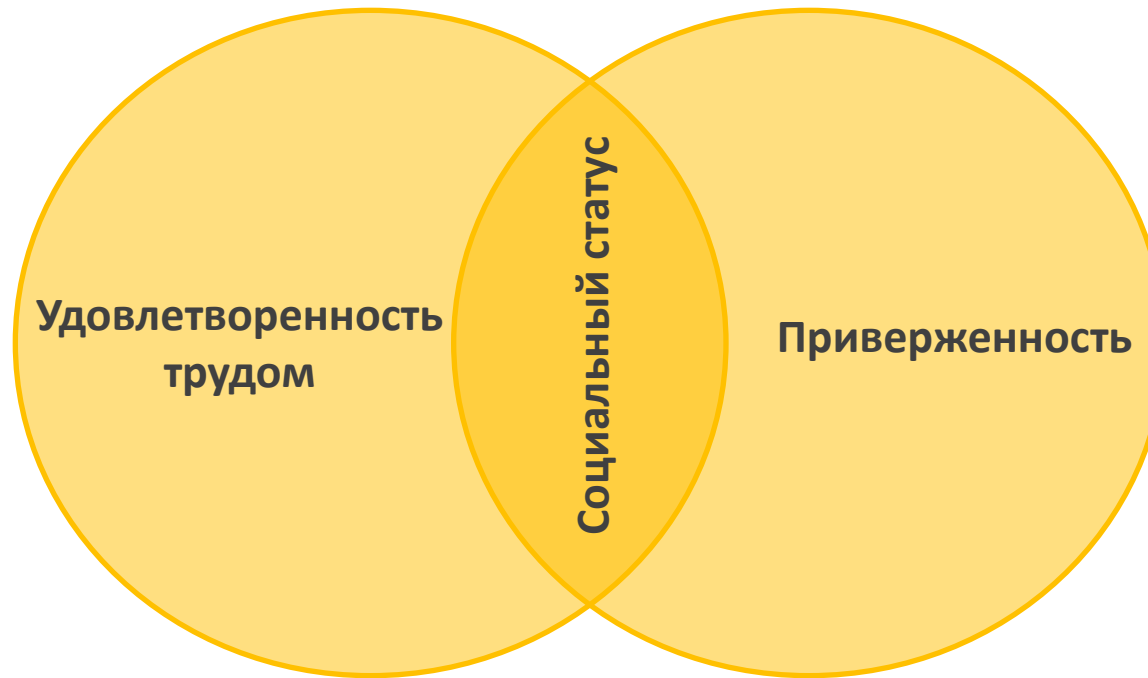 Удовлетворенность
трудом
Социальный статус
Приверженность